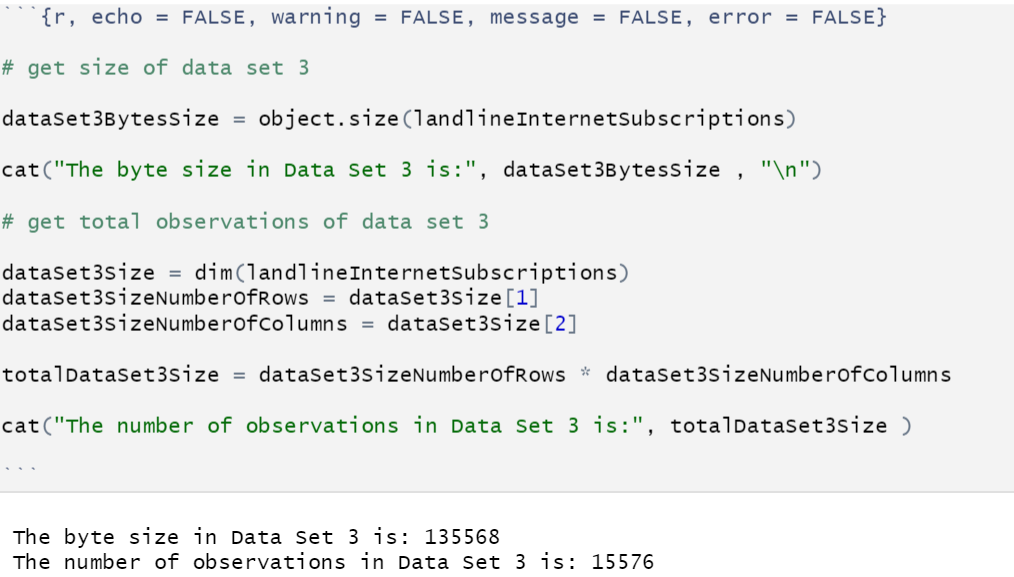 ```{r, echo = FALSE, warning = FALSE, message = FALSE, error = FALSE}
# get size of data set 3
dataSet3BytesSize = object.size(landlineInternetSubscriptions)
cat("The byte size in Data Set 3 is:", dataSet3BytesSize , "\n")
# get total observations of data set 3
dataSet3Size = dim(landlineInternetSubscriptions)
dataSet3SizeNumberOfRows = dataSet3Size[1]
dataSet3SizeNumberOfColumns = dataSet3Size[2]
totalDataSet3Size = dataSet3SizeNumberOfRows * dataSet3SizeNumberOfColumns
cat("The number of observations in Data Set 3 is:", totalDataSet3Size )
```
The byte size in Data Set 3 is: 135568
The number of observations in Data Set 3 is: 15576